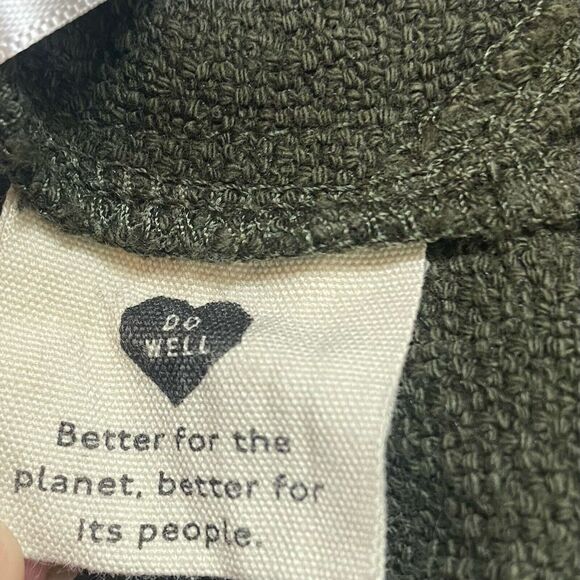 DO
WELL
Better for the
planet, better for
its people.